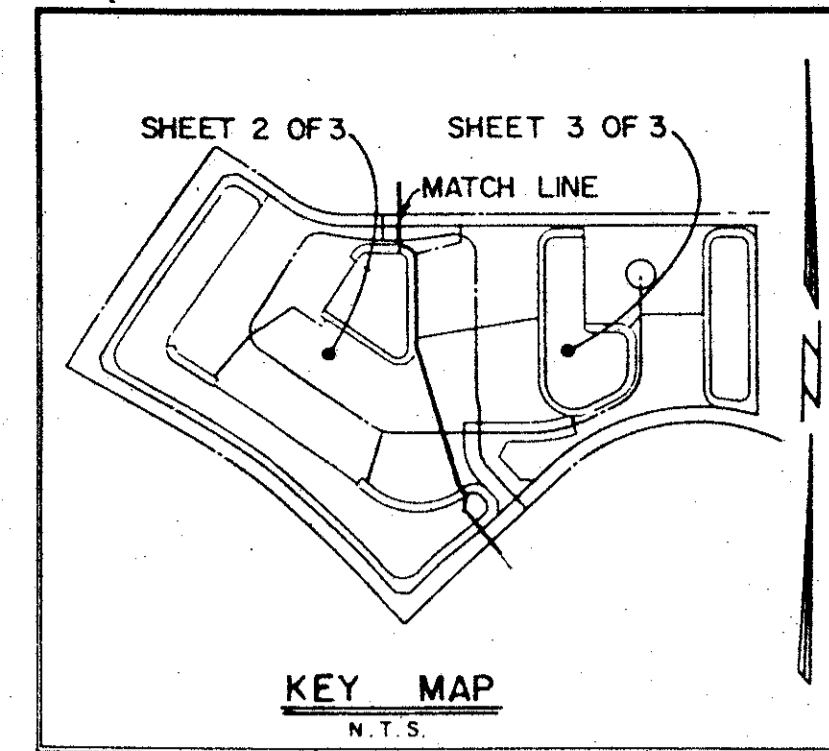 SHEET 2 OF 3
SHEET 3 OF 3
MATCH LINE
N
KEY MAP
N.T.S.